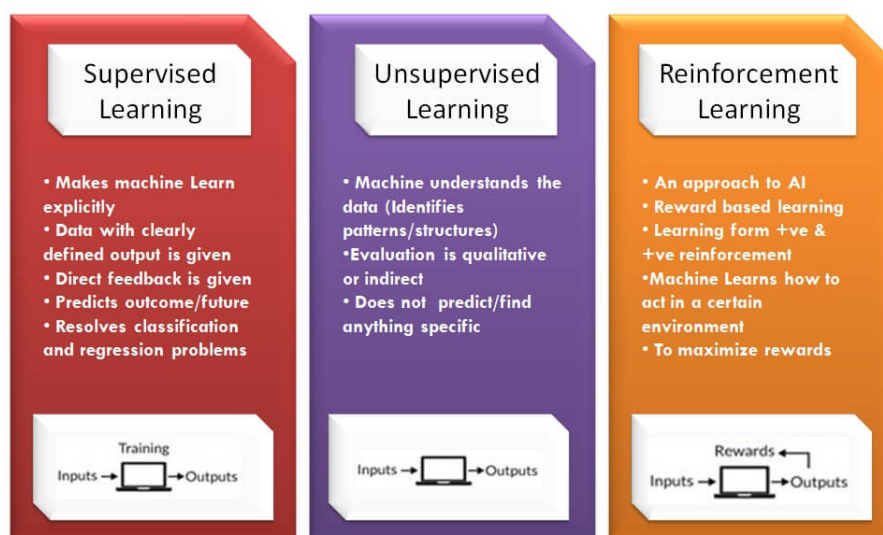 Supervised
Learning
• Makes machine Learn
explicitly
• Data with clearly
defined output is given
• Direct feedback is given
• Predicts outcome/future
• Resolves classification
and regression problems
Training
Inputs → → Outputs
Unsupervised
Learning
• Machine understands the
data (Identifies
patterns/structures)
•Evaluation is qualitative
or indirect
• Does not predict/find
anything specific
Inputs → → Outputs
Reinforcement
Learning
• An approach to AI
• Reward based learning
• Learning form +ve &
+ve reinforcement
•Machine Learns how to
act in a certain
environment
• To maximize rewards
Rewards
Inputs → → Outputs